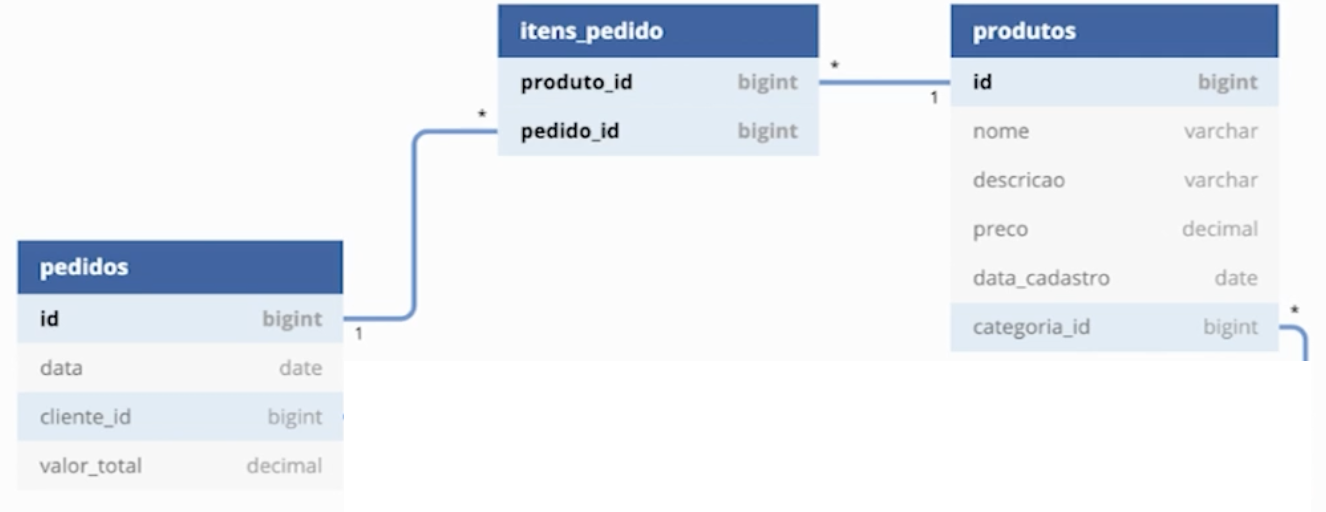 itens_pedido
produto_id bigint
pedido_id bigint
*
*
1
produtos
id bigint
nome varchar
descricao varchar
preco decimal
data_cadastro date
categoria_id bigint
*
pedidos
id bigint
1
data date
cliente_id bigint
valor_total decimal